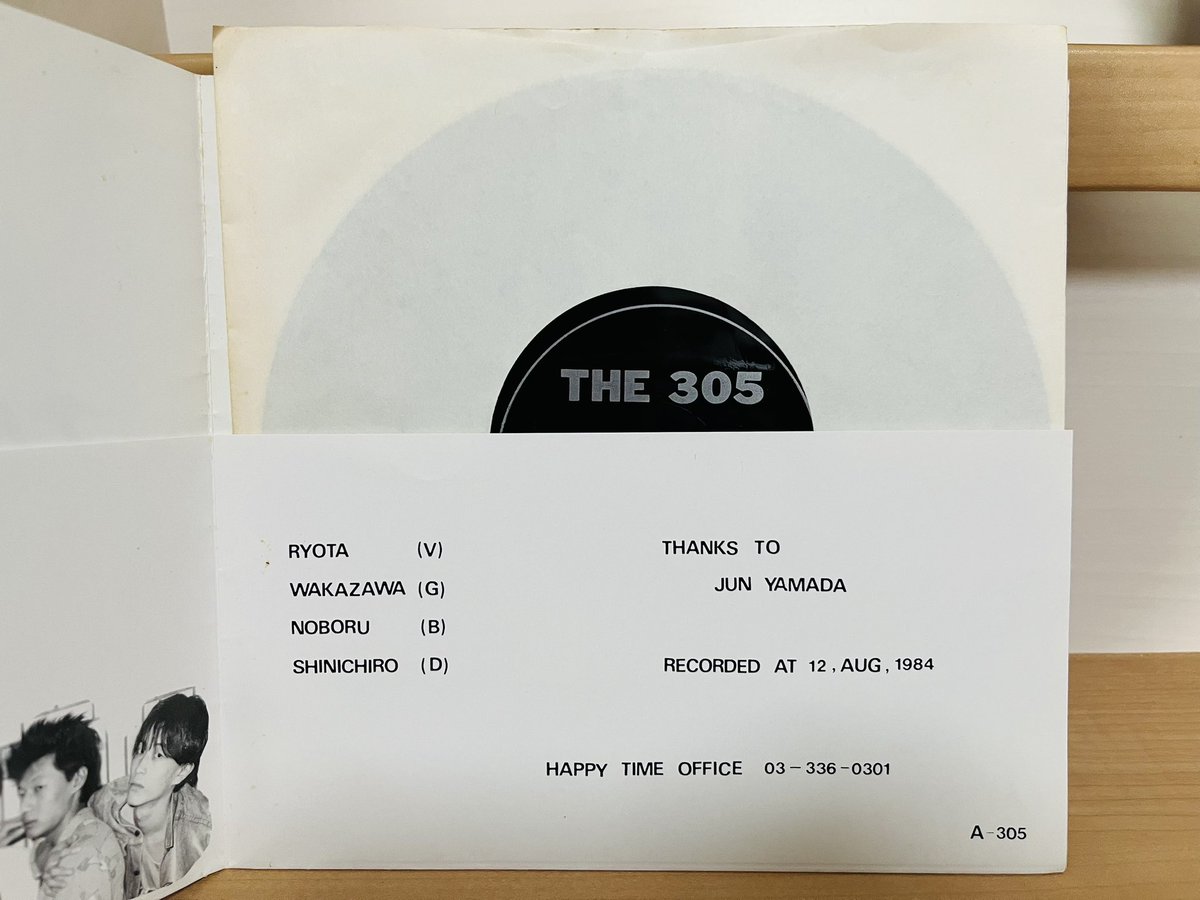 THE 305
RYOTA (V)
WAKAZAWA (G)
NOBORU (B)
SHINICHIRO (D)
THANKS TO
JUN YAMADA
RECORDED AT 12, AUG, 1984
HAPPY TIME OFFICE 03-336-0301
A-305